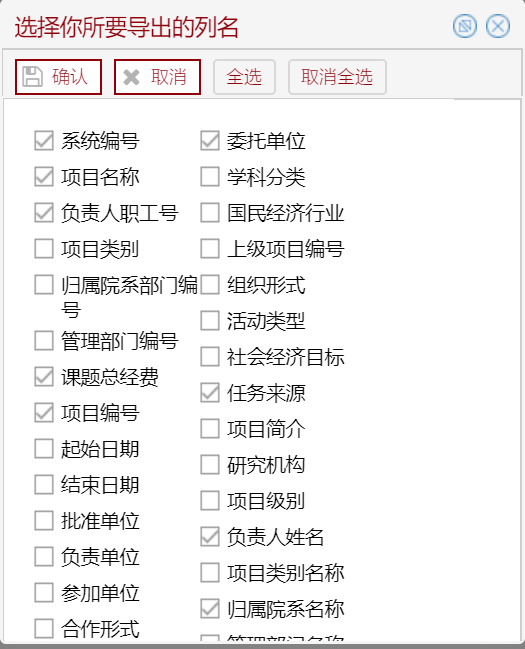 选择你所要导出的列名
确认 取消 全选 取消全选
系统编号
项目名称
负责人职工号
项目类别
归属院系部门编
号
管理部门编号
课题总经费
项目编号
起始日期
结束日期
批准单位
负责单位
参加单位
合作形式
委托单位
学科分类
国民经济行业
上级项目编号
组织形式
活动类型
社会经济目标
任务来源
项目简介
研究机构
项目级别
负责人姓名
项目类别名称
归属院系名称
管理部门名称